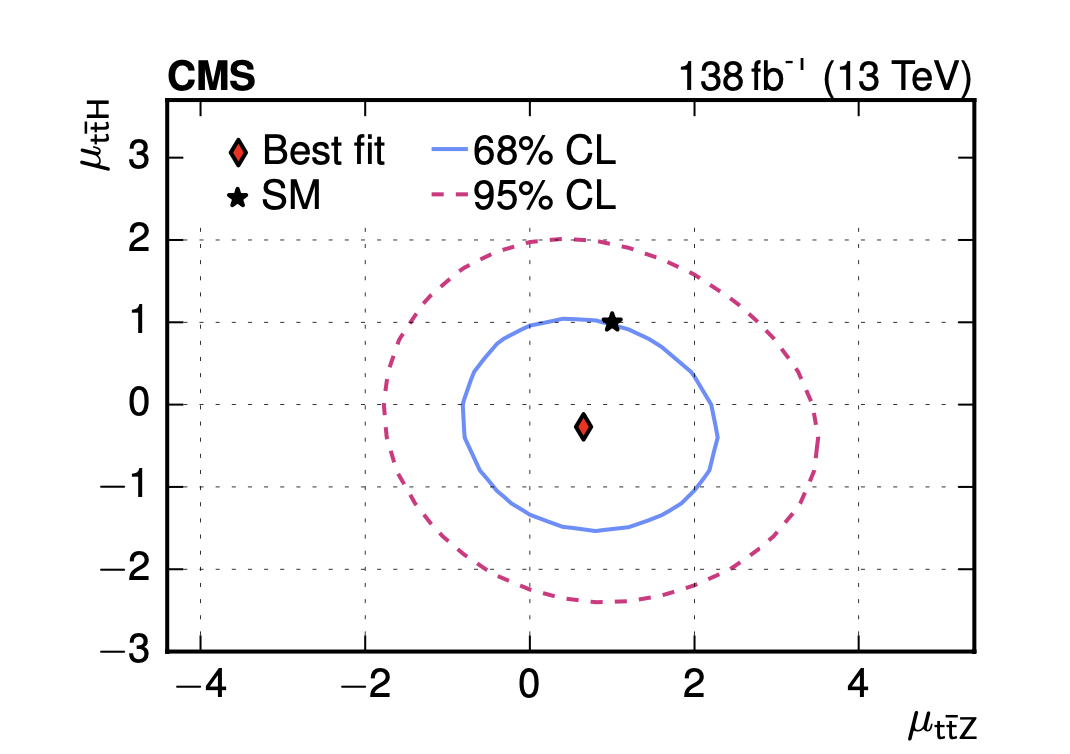 CMS 138 fb⁻¹ (13 TeV)
μtt̄H
Best fit 68% CL
SM 95% CL
3
2
1
0
−1
−2
−3
−4 −2 0 2 4
μtt̄Z